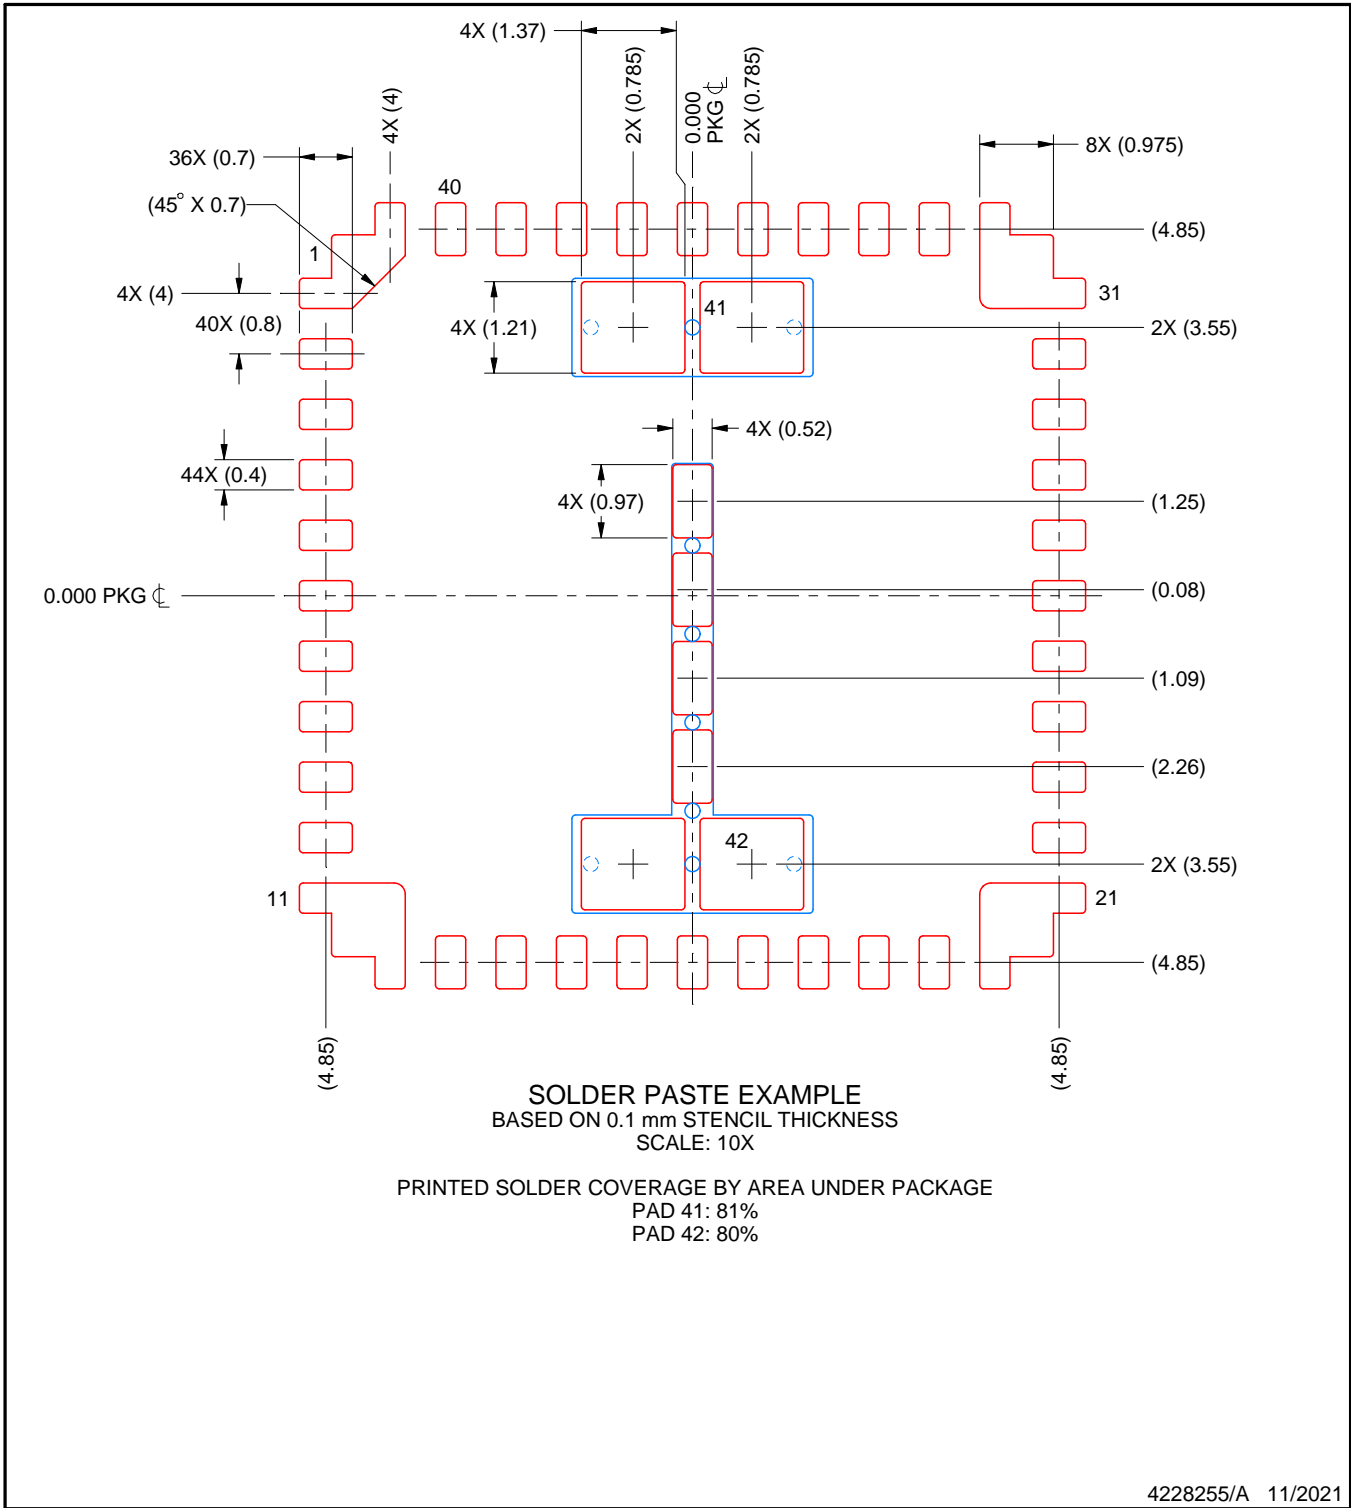 4X (1.37)
2X (0.785)
0.000
PKG ℄
2X (0.785)
4X (4)
36X (0.7)
8X (0.975)
(45° X 0.7)
40
(4.85)
1
4X (4)
31
41
40X (0.8)
4X (1.21)
2X (3.55)
4X (0.52)
44X (0.4)
4X (0.97)
(1.25)
0.000 PKG ℄
(0.08)
(1.09)
(2.26)
42
2X (3.55)
11
21
(4.85)
(4.85)
(4.85)
SOLDER PASTE EXAMPLE
BASED ON 0.1 mm STENCIL THICKNESS
SCALE: 10X
PRINTED SOLDER COVERAGE BY AREA UNDER PACKAGE
PAD 41: 81%
PAD 42: 80%
4228255/A 11/2021